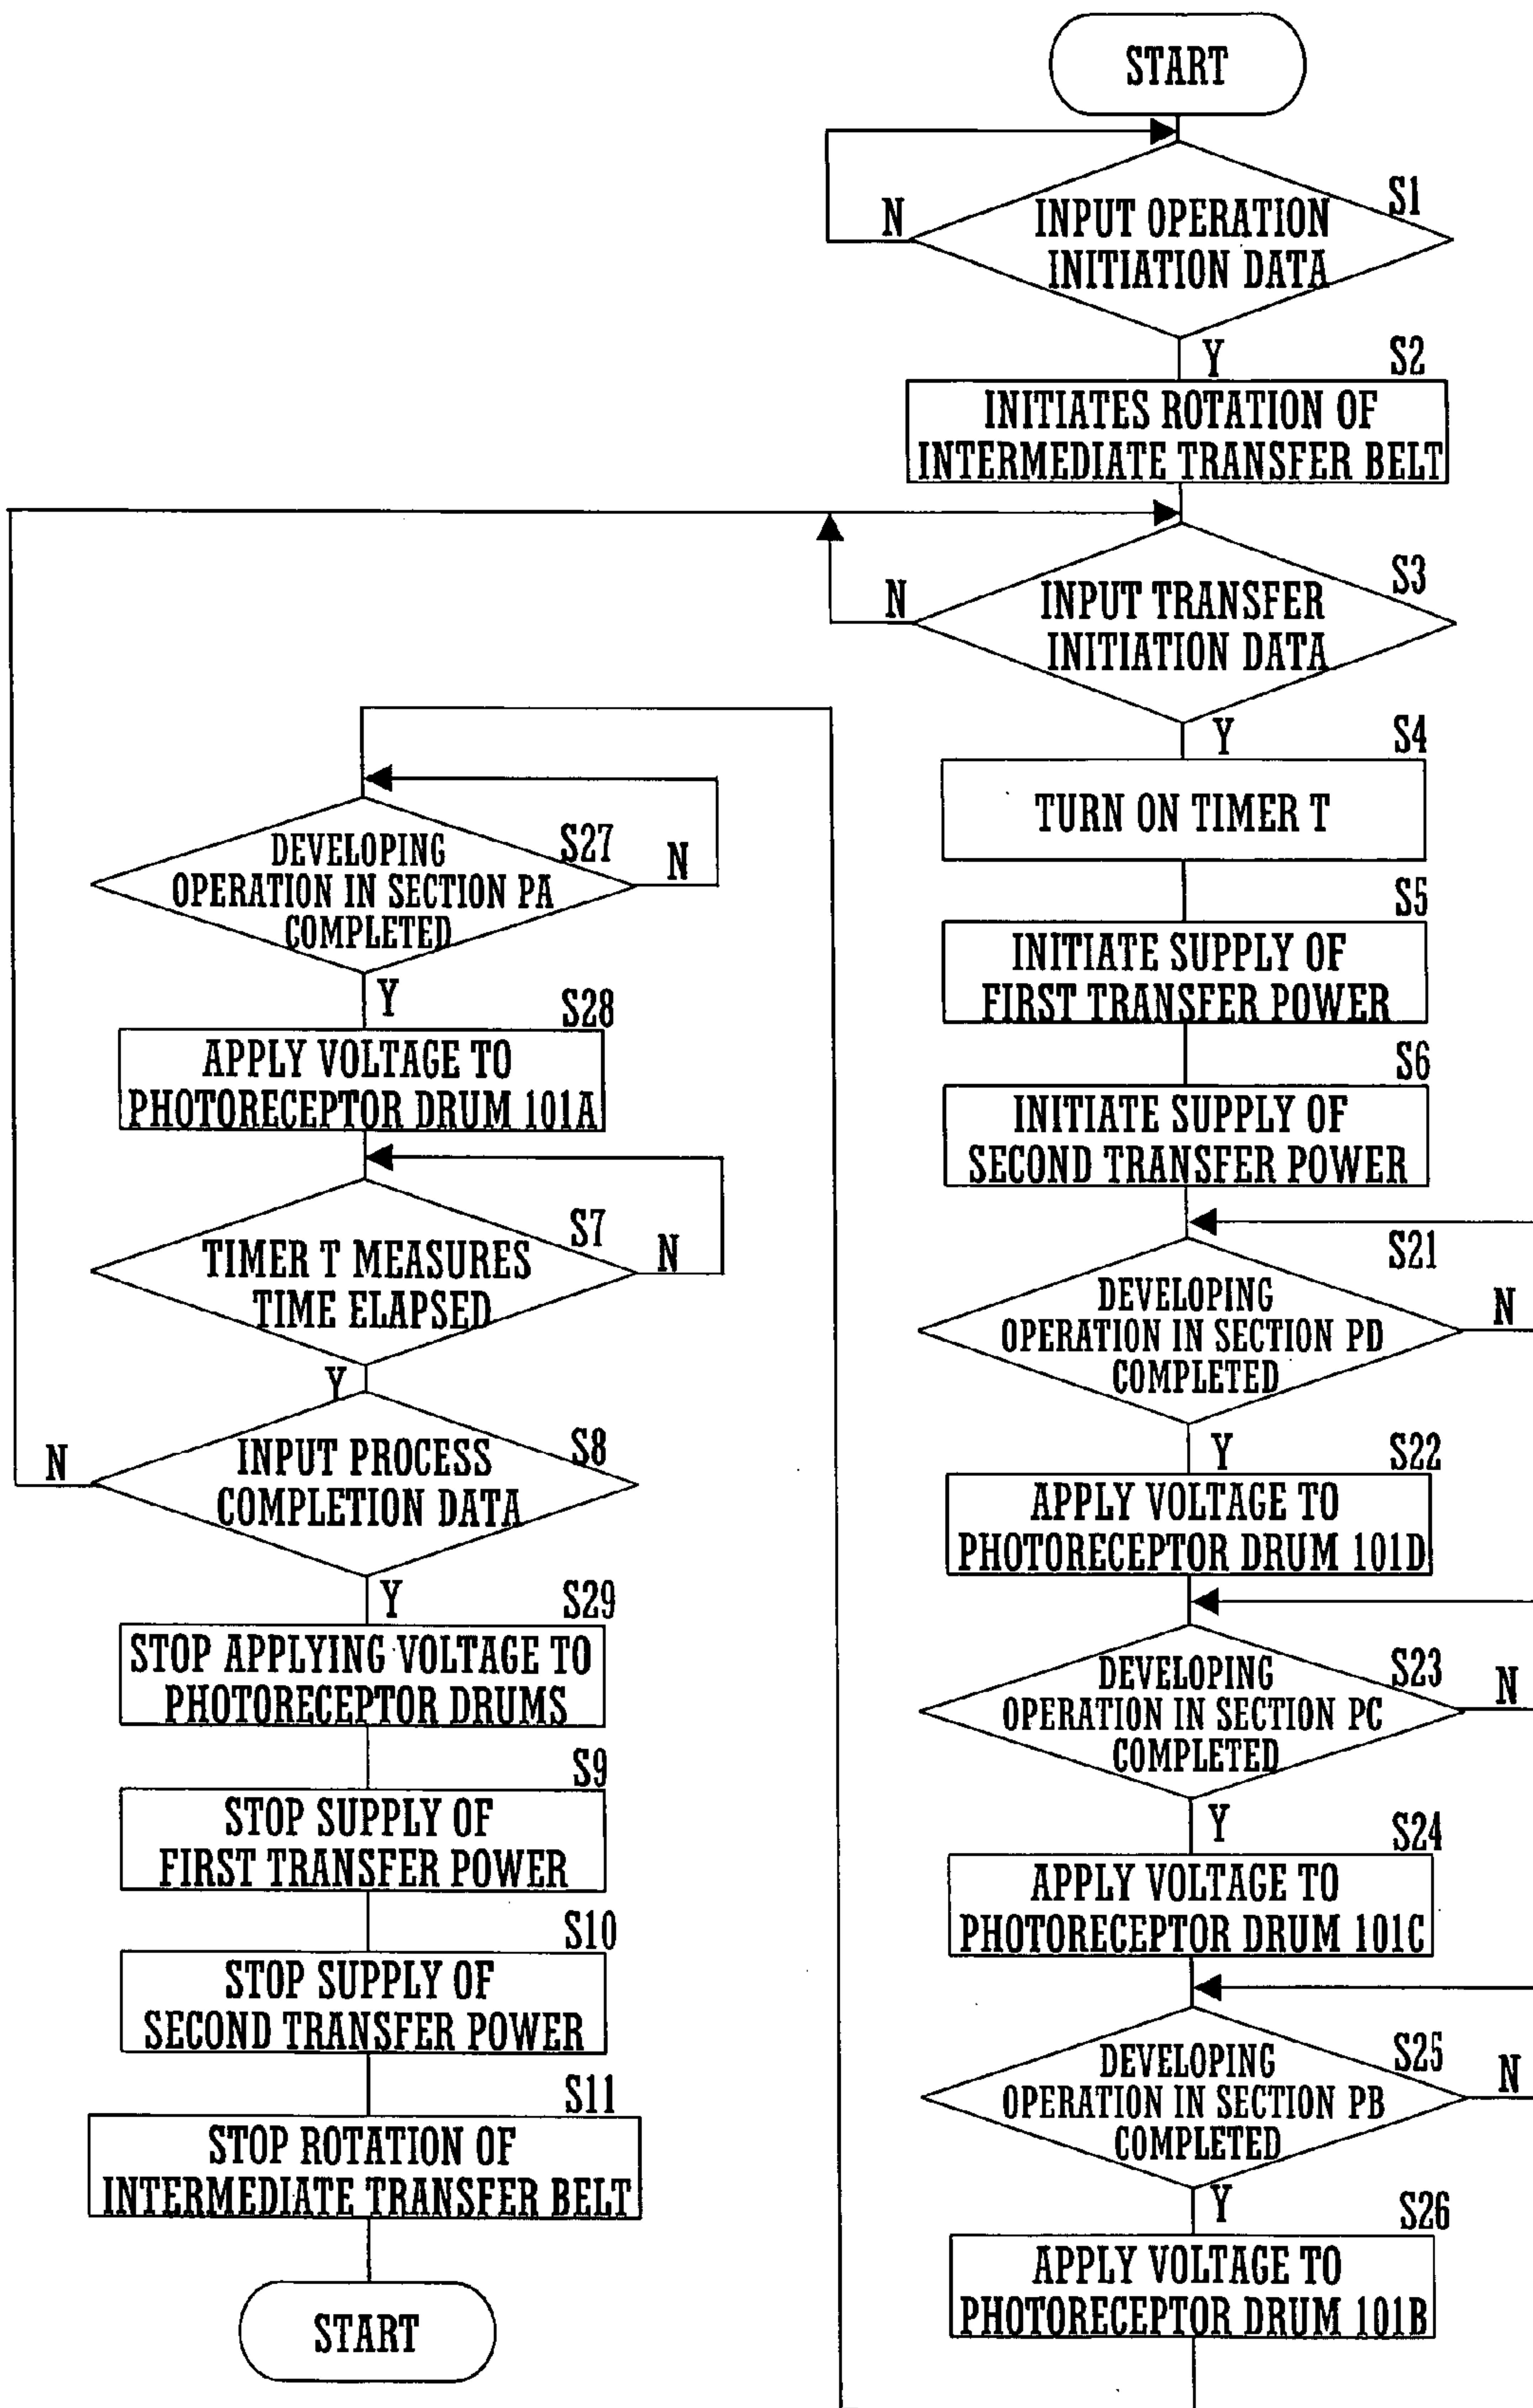 START
S1
INPUT OPERATION
INITIATION DATA
N
Y
S2
INITIATES ROTATION OF
INTERMEDIATE TRANSFER BELT
S3
INPUT TRANSFER
INITIATION DATA
N
Y
S4
TURN ON TIMER T
S5
INITIATE SUPPLY OF
FIRST TRANSFER POWER
S6
INITIATE SUPPLY OF
SECOND TRANSFER POWER
S21
DEVELOPING
OPERATION IN SECTION PD
COMPLETED
N
Y
S22
APPLY VOLTAGE TO
PHOTORECEPTOR DRUM 101D
S23
DEVELOPING
OPERATION IN SECTION PC
COMPLETED
N
Y
S24
APPLY VOLTAGE TO
PHOTORECEPTOR DRUM 101C
S25
DEVELOPING
OPERATION IN SECTION PB
COMPLETED
N
Y
S26
APPLY VOLTAGE TO
PHOTORECEPTOR DRUM 101B
S27
DEVELOPING
OPERATION IN SECTION PA
COMPLETED
N
Y
S28
APPLY VOLTAGE TO
PHOTORECEPTOR DRUM 101A
S7
TIMER T MEASURES
TIME ELAPSED
N
Y
S8
INPUT PROCESS
COMPLETION DATA
N
Y
S29
STOP APPLYING VOLTAGE TO
PHOTORECEPTOR DRUMS
S9
STOP SUPPLY OF
FIRST TRANSFER POWER
S10
STOP SUPPLY OF
SECOND TRANSFER POWER
S11
STOP ROTATION OF
INTERMEDIATE TRANSFER BELT
START